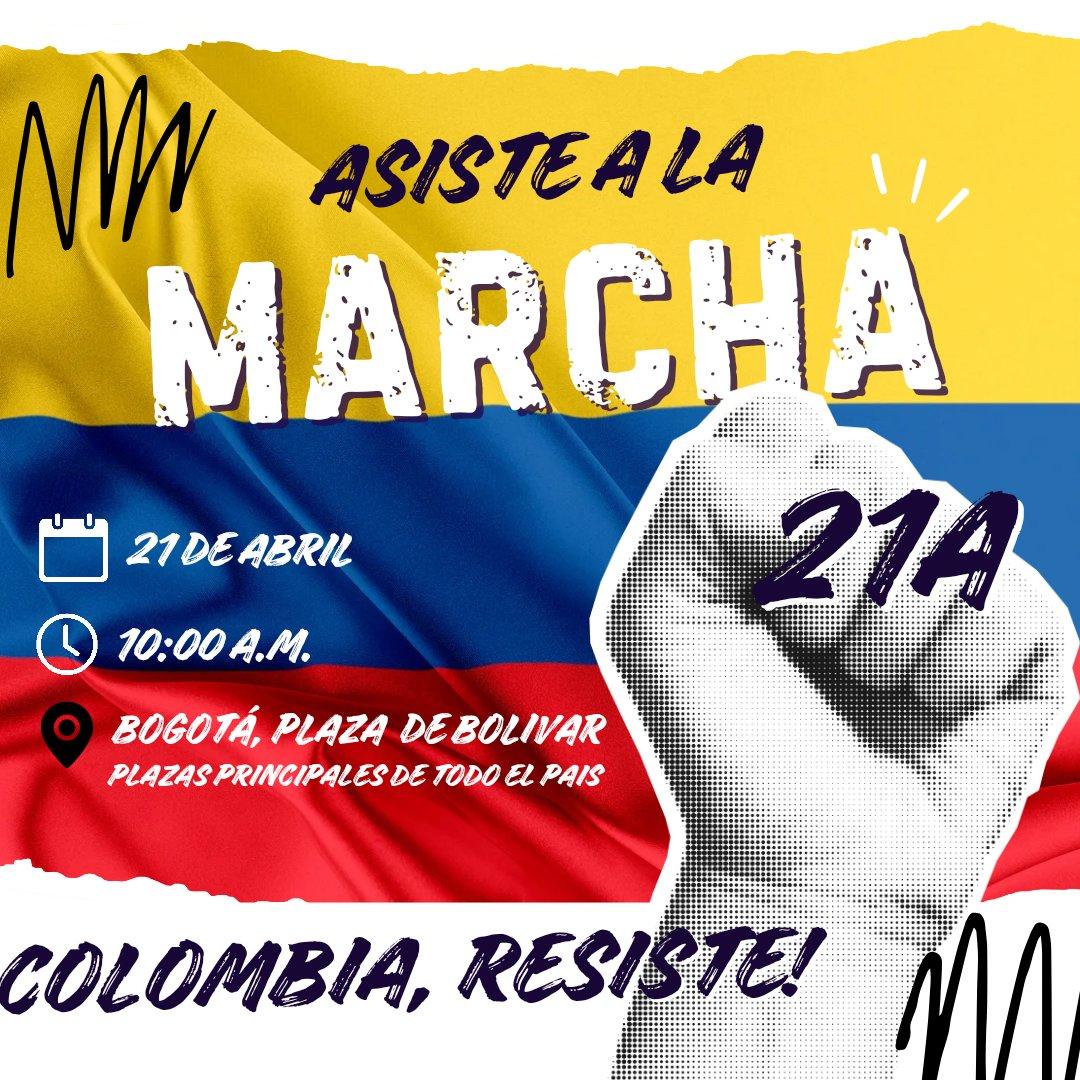 ASISTE A LA
MARCHA
21A
21 DE ABRIL
10:00 A.M.
BOGOTÁ, PLAZA DE BOLIVAR
PLAZAS PRINCIPALES DE TODO EL PAIS
COLOMBIA, RESISTE!